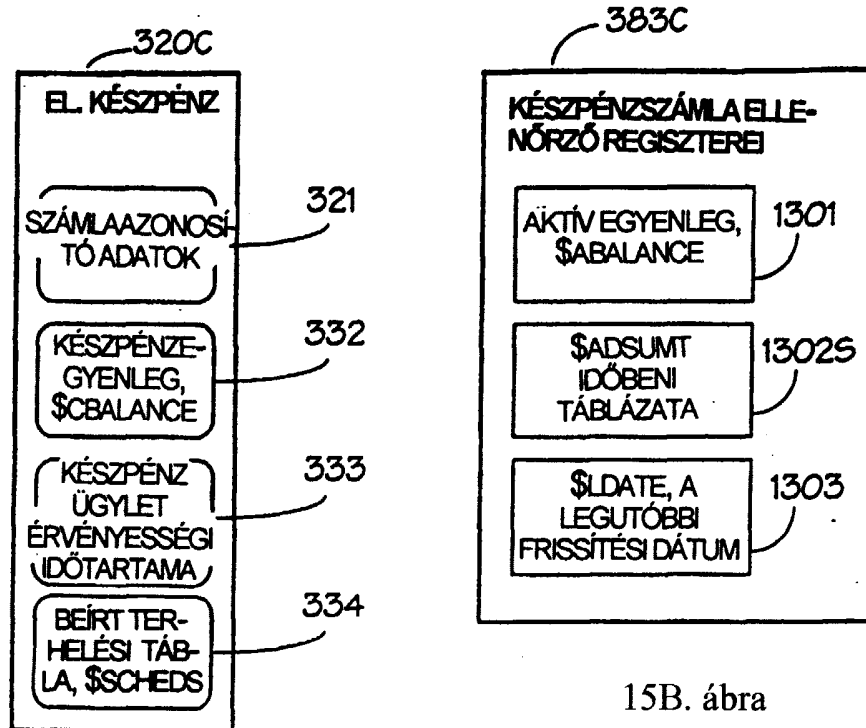 320C
EL. KÉSZPÉNZ
SZÁMLAAZONOSÍ-
TÓ ADATOK
321
KÉSZPÉNZE-
GYENLEG,
$CBALANCE
332
KÉSZPÉNZ
ÜGYLET
ÉRVÉNYESSÉGI
IDŐTARTAMA
333
BEÍRT TER-
HELÉSI TÁB-
LA, $SCHEDS
334
383C
KÉSZPÉNZSZÁMLA ELLE-
NŐRZŐ REGISZTEREI
AKTÍV EGYENLEG,
$ABALANCE
1301
$ADSUMT
IDŐBENI
TÁBLÁZATA
1302S
$LDATE, A
LEGUTÓBBI
FRISSÍTÉSI DÁTUM
1303
15B. ábra